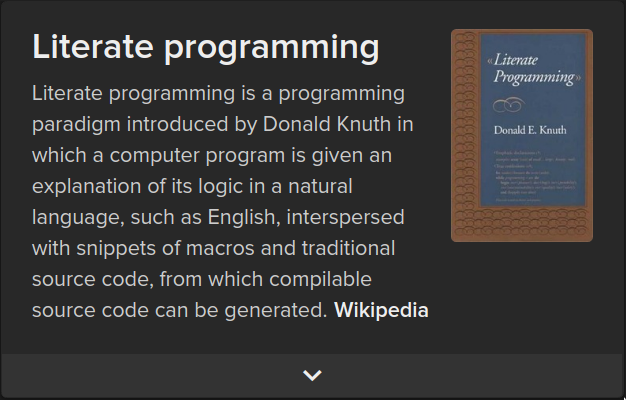 Literate programming
Literate programming is a programming
paradigm introduced by Donald Knuth in
which a computer program is given an
explanation of its logic in a natural
language, such as English, interspersed
with snippets of macros and traditional
source code, from which compilable
source code can be generated. Wikipedia
«Literate
Programming»
Donald E. Knuth